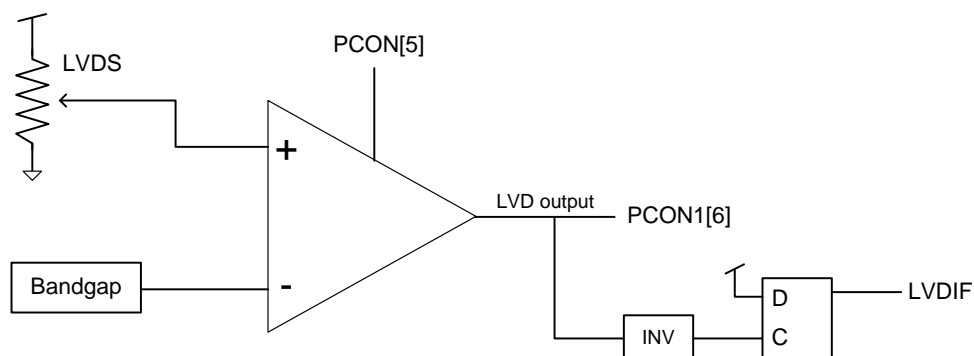 PCON[5]
LVDS
+
LVD output
PCON1[6]
Bandgap
-
D
LVDIF
INV
C